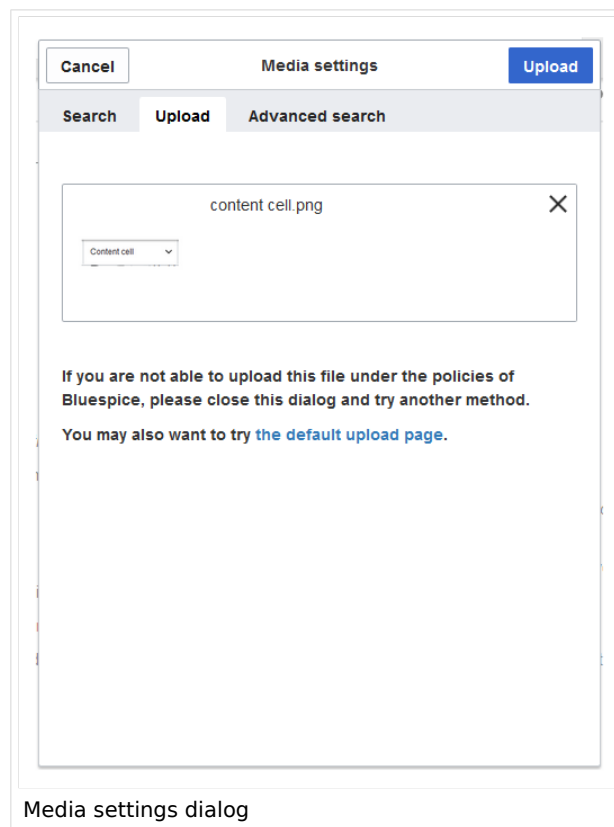 Cancel Media settings Upload
Search Upload Advanced search
content cell.png
Content cell
If you are not able to upload this file under the policies of
Bluespice, please close this dialog and try another method.
You may also want to try the default upload page.
Media settings dialog